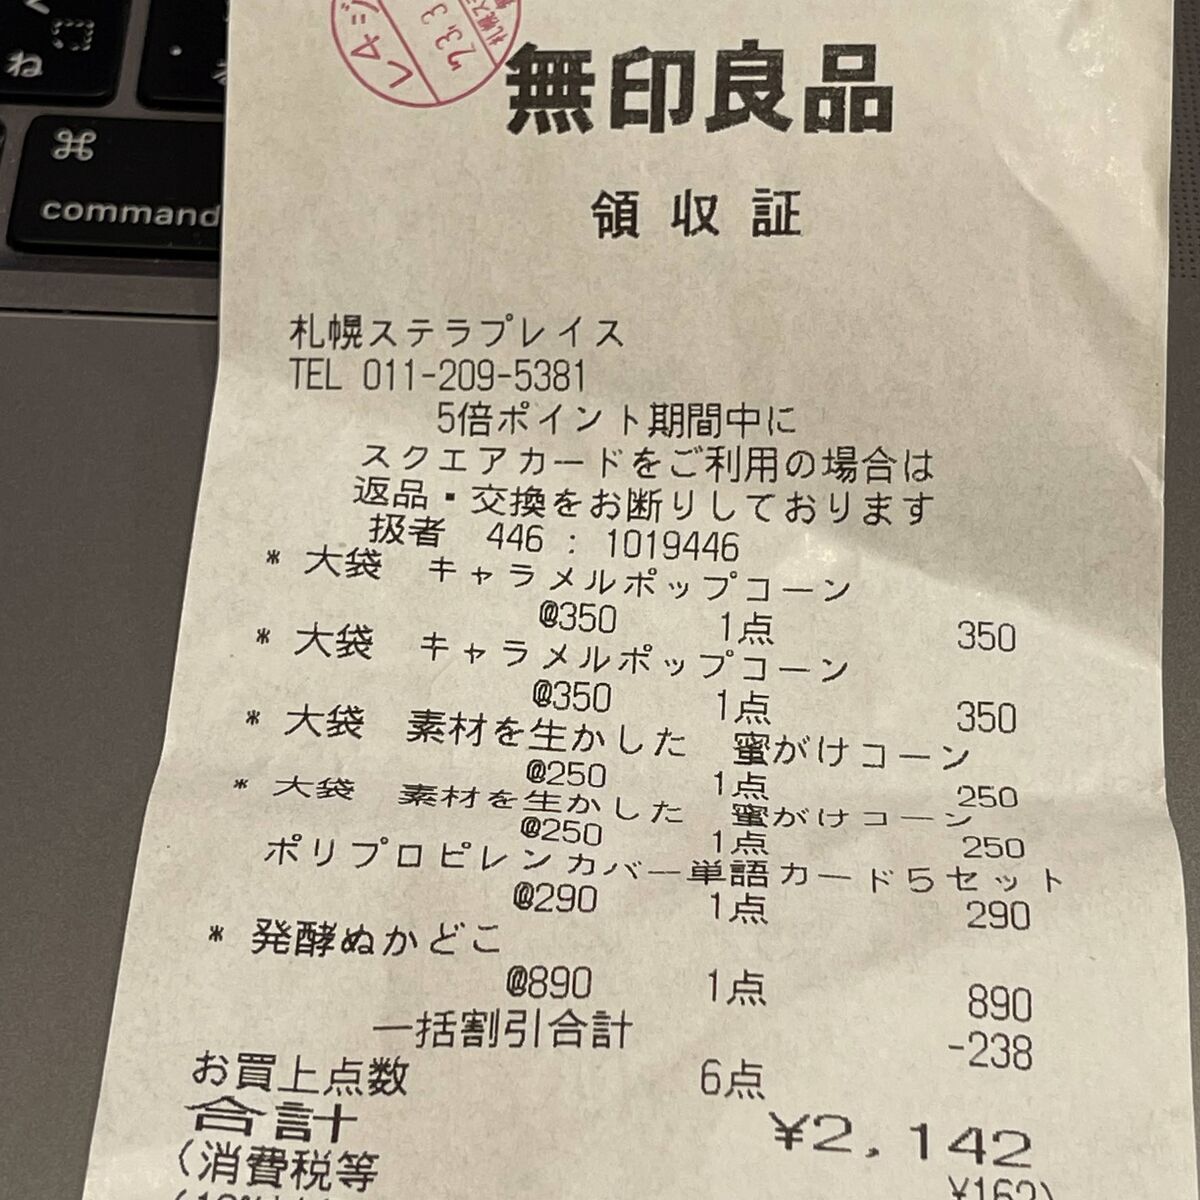 ね
command
レ4ジ
'23.3
無印良品
領収証
札幌ステラプレイス
TEL 011-209-5381
5倍ポイント期間中に
スクエアカードをご利用の場合は
返品・交換をお断りしております
扱者 446 : 1019446
* 大袋 キャラメルポップコーン
@350 1点 350
* 大袋 キャラメルポップコーン
@350 1点 350
* 大袋 素材を生かした 蜜がけコーン
@250 1点 250
* 大袋 素材を生かした 蜜がけコーン
@250 1点 250
ポリプロピレンカバー単語カード5セット
@290 1点 290
* 発酵ぬかどこ
@890 1点 890
一括割引合計 -238
お買上点数 6点
合計 ¥2,142
(消費税等 ¥162)